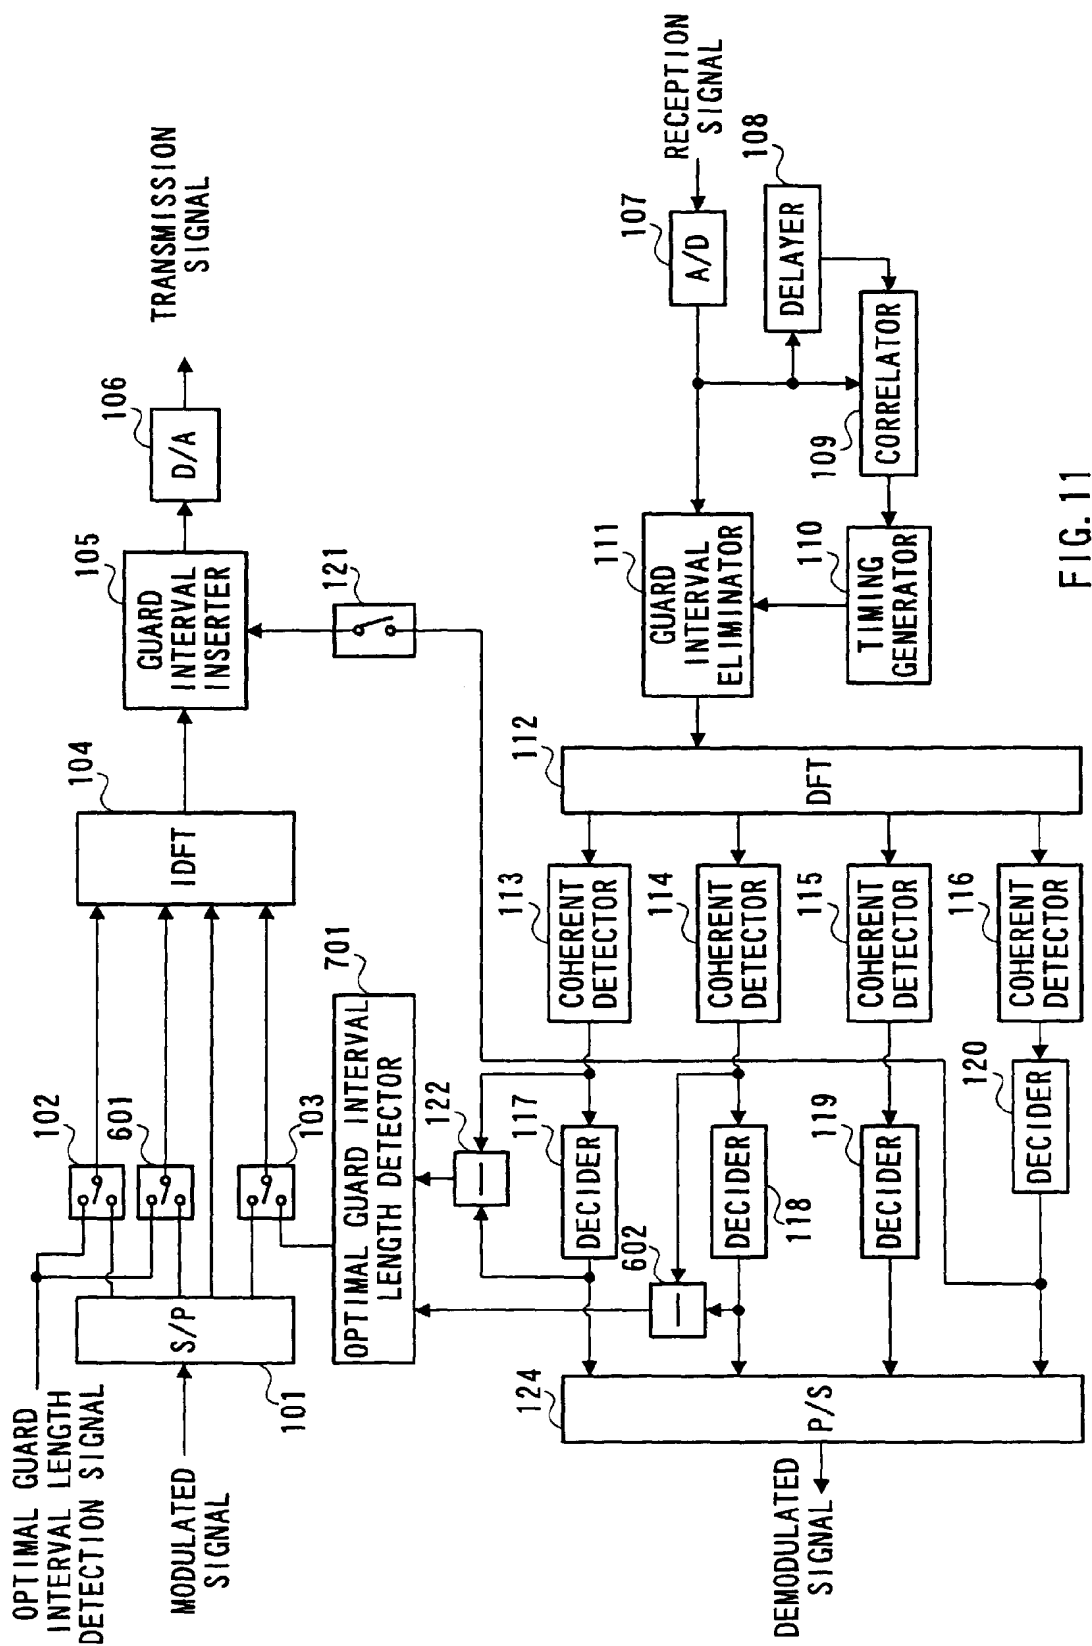 OPTIMAL GUARD
INTERVAL LENGTH
DETECTION SIGNAL
MODULATED
SIGNAL
S/P
101
102
601
103
IDFT
104
GUARD
INTERVAL
INSERTER
105
D/A
106
TRANSMISSION
SIGNAL
121
OPTIMAL GUARD INTERVAL
LENGTH DETECTOR
701
122
602
RECEPTION
SIGNAL
A/D
107
DELAYER
108
CORRELATOR
109
TIMING
GENERATOR
110
GUARD
INTERVAL
ELIMINATOR
111
DFT
112
COHERENT
DETECTOR
113
COHERENT
DETECTOR
114
COHERENT
DETECTOR
115
COHERENT
DETECTOR
116
DECIDER
117
DECIDER
118
DECIDER
119
DECIDER
120
P/S
124
DEMODULATED
SIGNAL
FIG. 11